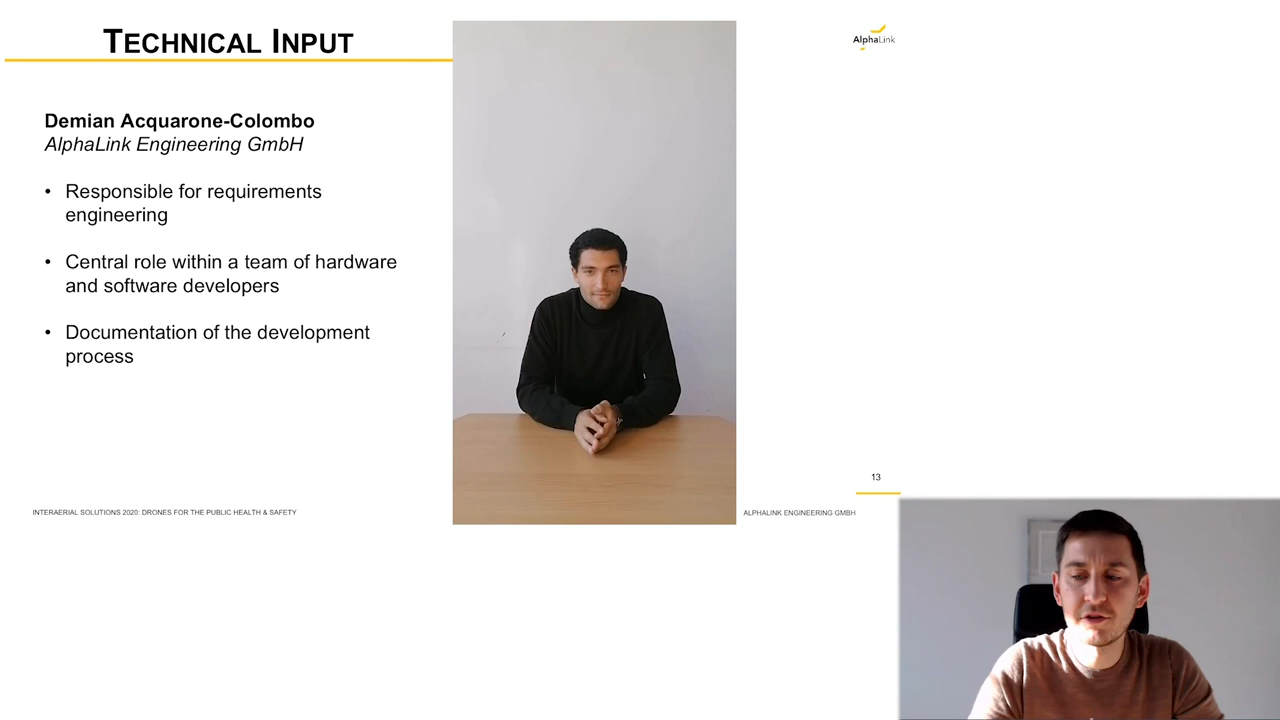 TECHNICAL INPUT
AlphaLink
Demian Acquarone-Colombo
AlphaLink Engineering GmbH
• Responsible for requirements
engineering
• Central role within a team of hardware
and software developers
• Documentation of the development
process
13
INTERAERIAL SOLUTIONS 2020: DRONES FOR THE PUBLIC HEALTH & SAFETY
ALPHALINK ENGINEERING GMBH